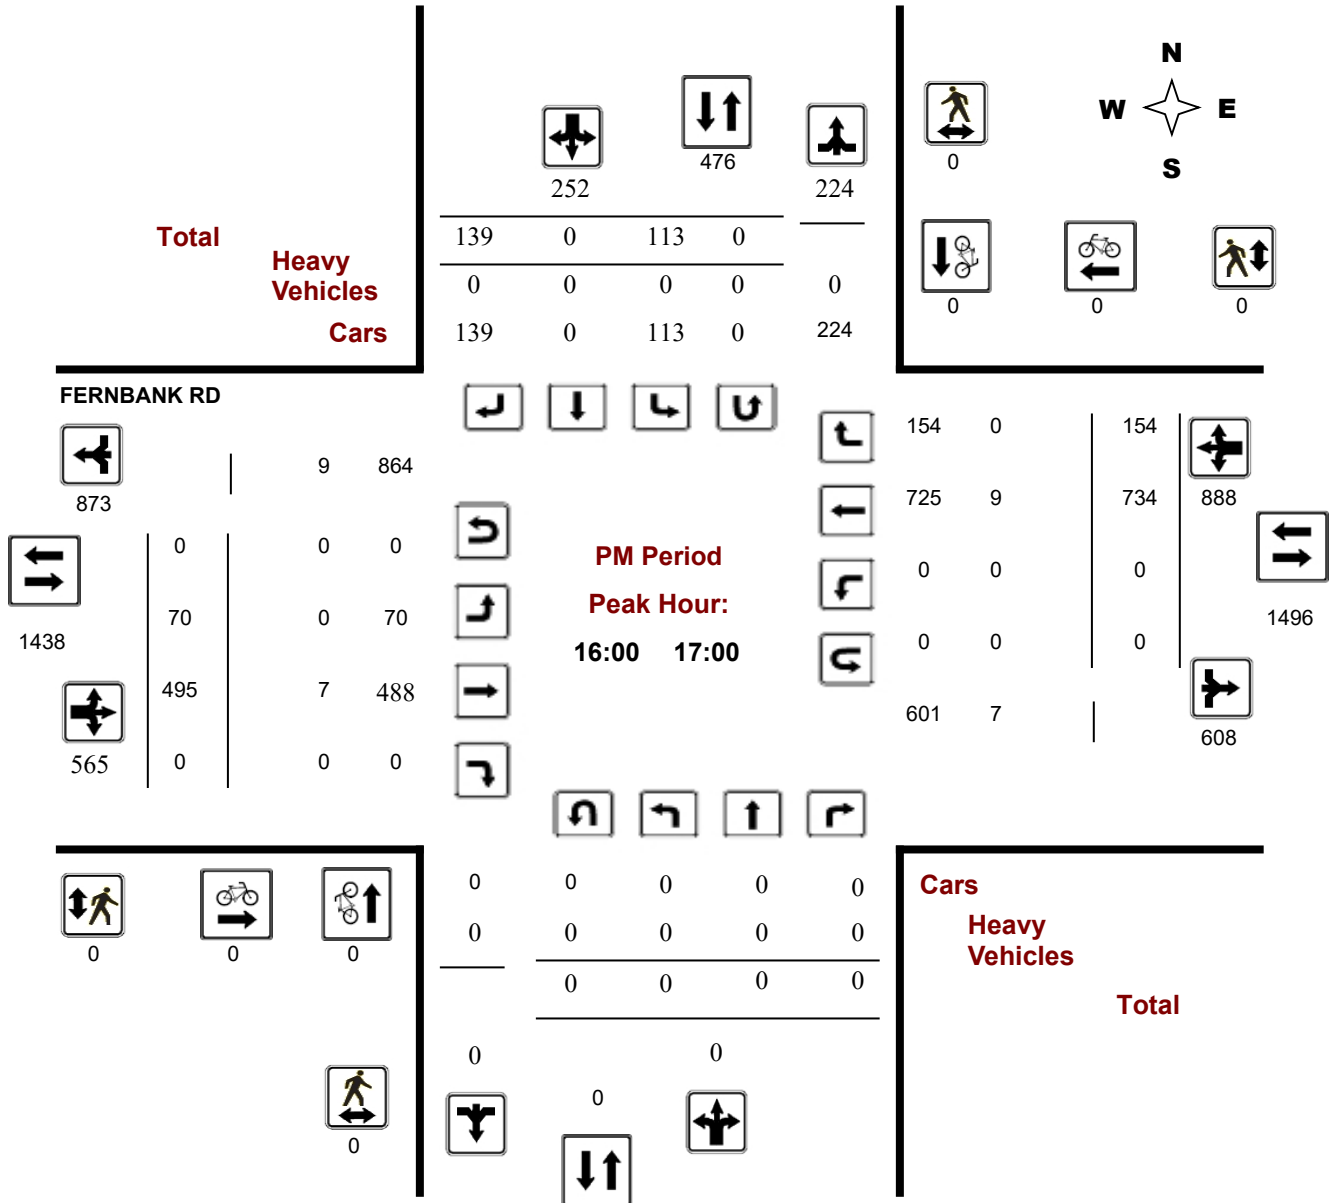 N
W E
S
476
0
252
224
Total
139 0 113 0
Heavy
Vehicles
0 0 0 0 0
0 0 0
Cars
139 0 113 0 224
FERNBANK RD
154 0 154
9 864
873
725 9 734 888
0 0 0
PM Period
0 0 0
Peak Hour:
70 0 70
1438
1496
16:00 17:00
0 0 0
495 7 488
601 7
608
565 0 0 0
0 0 0 0 0
Cars
0 0 0 0 0
Heavy
Vehicles
0 0 0
0 0 0 0
Total
0 0
0
0